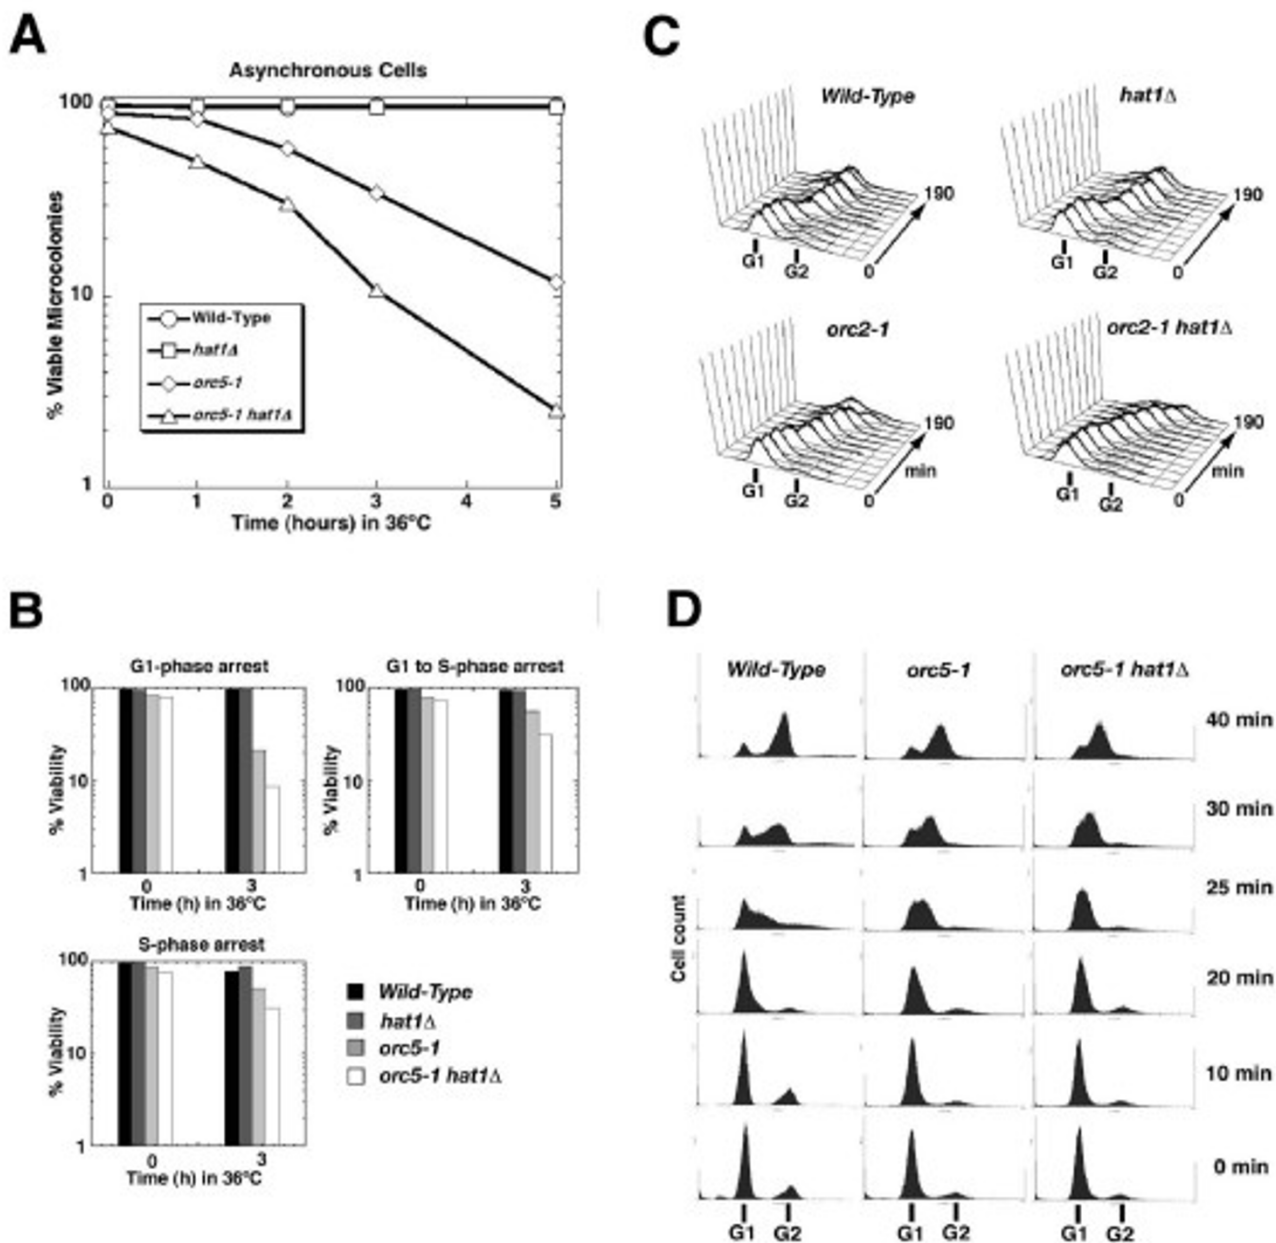 A
Asynchronous Cells
% Viable Microcolonies
100
10
1
Wild-Type
hat1Δ
orc5-1
orc5-1 hat1Δ
0 1 2 3 4 5
Time (hours) in 36ºC
C
Wild-Type
hat1Δ
190
190
G1
G2
0
G1
G2
0
orc2-1
orc2-1 hat1Δ
190
190
min
min
G1
G2
0
G1
G2
0
B
G1-phase arrest
% Viability
100
10
1
0 3
Time (h) in 36ºC
G1 to S-phase arrest
% Viability
100
10
1
0 3
Time (h) in 36ºC
S-phase arrest
% Viability
100
10
1
0 3
Time (h) in 36ºC
Wild-Type
hat1Δ
orc5-1
orc5-1 hat1Δ
D
Wild-Type orc5-1 orc5-1 hat1Δ
40 min
30 min
25 min
Cell count
20 min
10 min
0 min
G1 G2 G1 G2 G1 G2